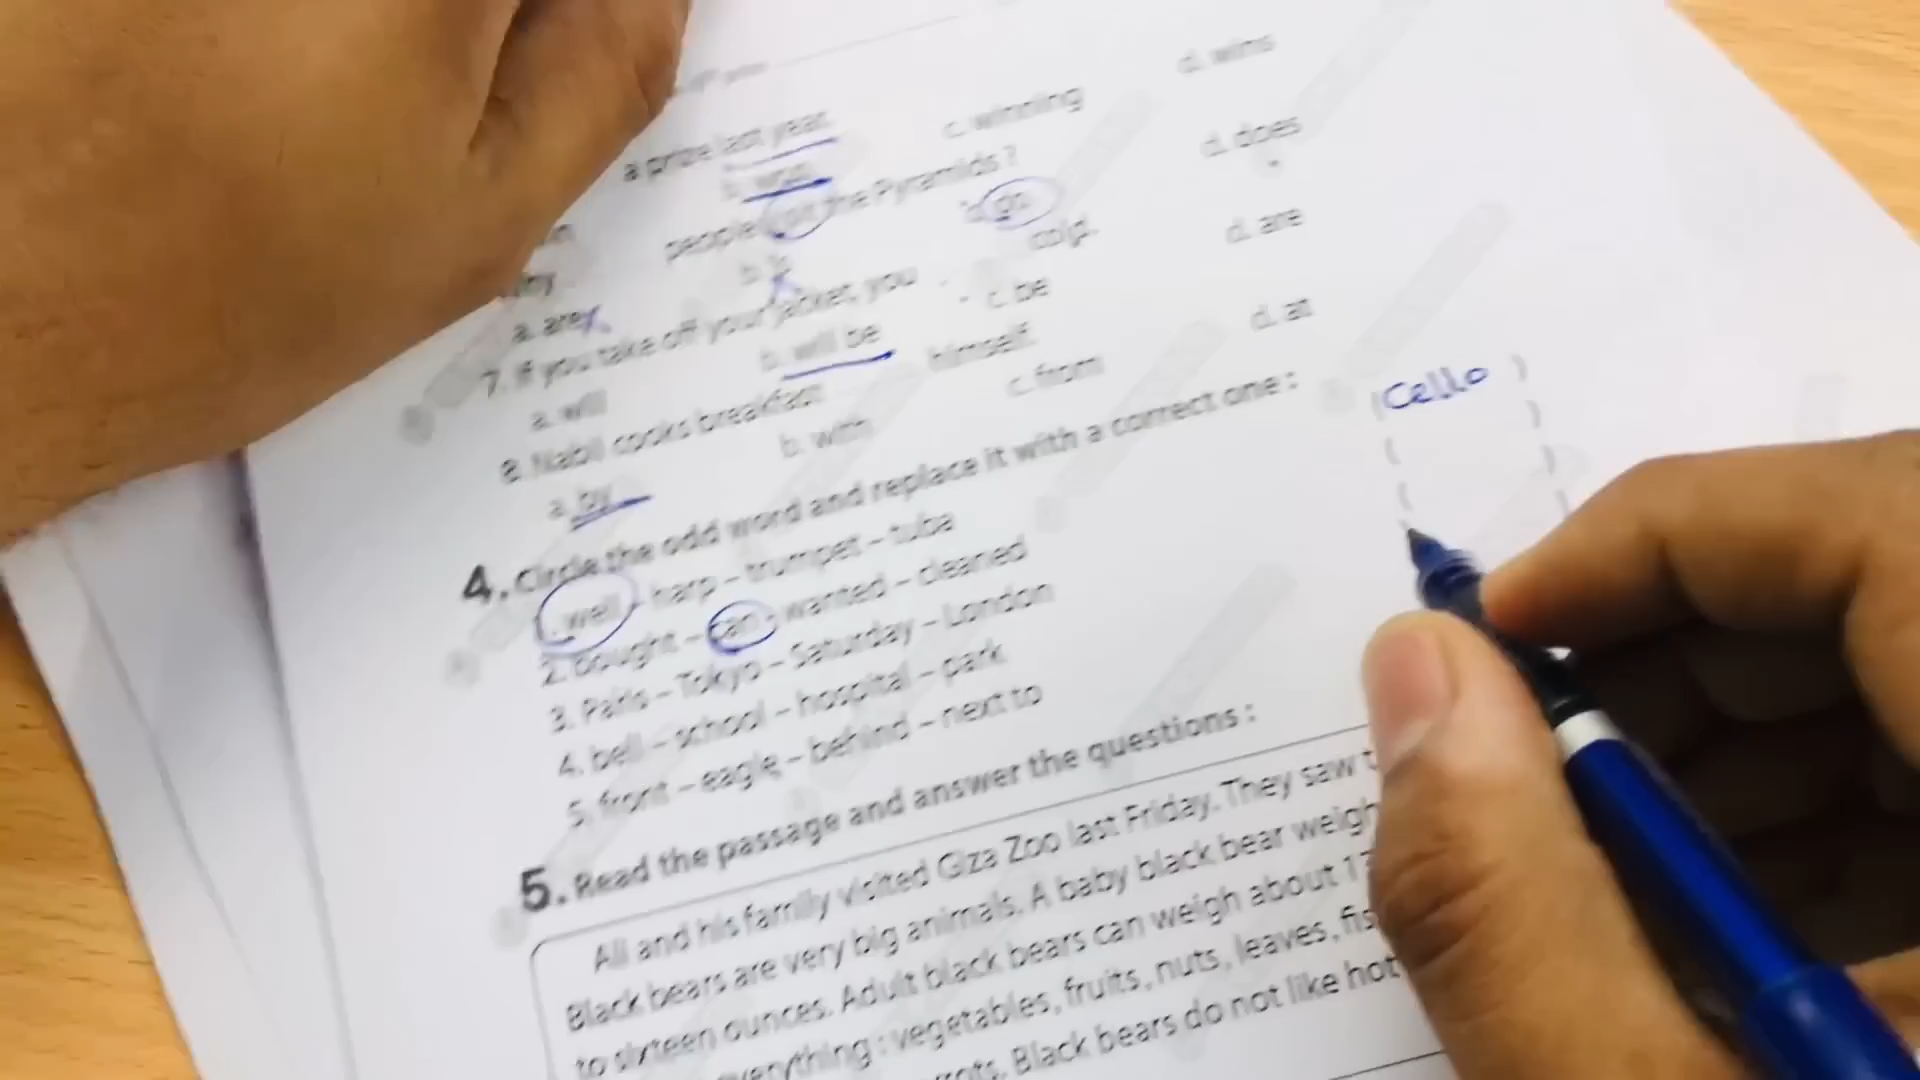 a prize last year.
b. won c. winning d. wins
people visit the Pyramids ?
a. are b. is c. do d. does
7. If you take off your jacket, you cold.
a. will b. will be c. be d. are
8. Nabil cooks breakfast himself.
a. by b. with c. from d. at
4. Circle the odd word and replace it with a correct one :
well – harp – trumpet – tuba (Cello )
2. bought – can – wanted – cleaned ( )
3. Paris – Tokyo – Saturday – London ( )
4. bell – school – hospital – park
5. front – eagle – behind – next to
5. Read the passage and answer the questions :
Ali and his family visited Giza Zoo last Friday. They saw
Black bears are very big animals. A baby black bear weigh
to sixteen ounces. Adult black bears can weigh about
everything : vegetables, fruits, nuts, leaves,
Black bears do not like hot